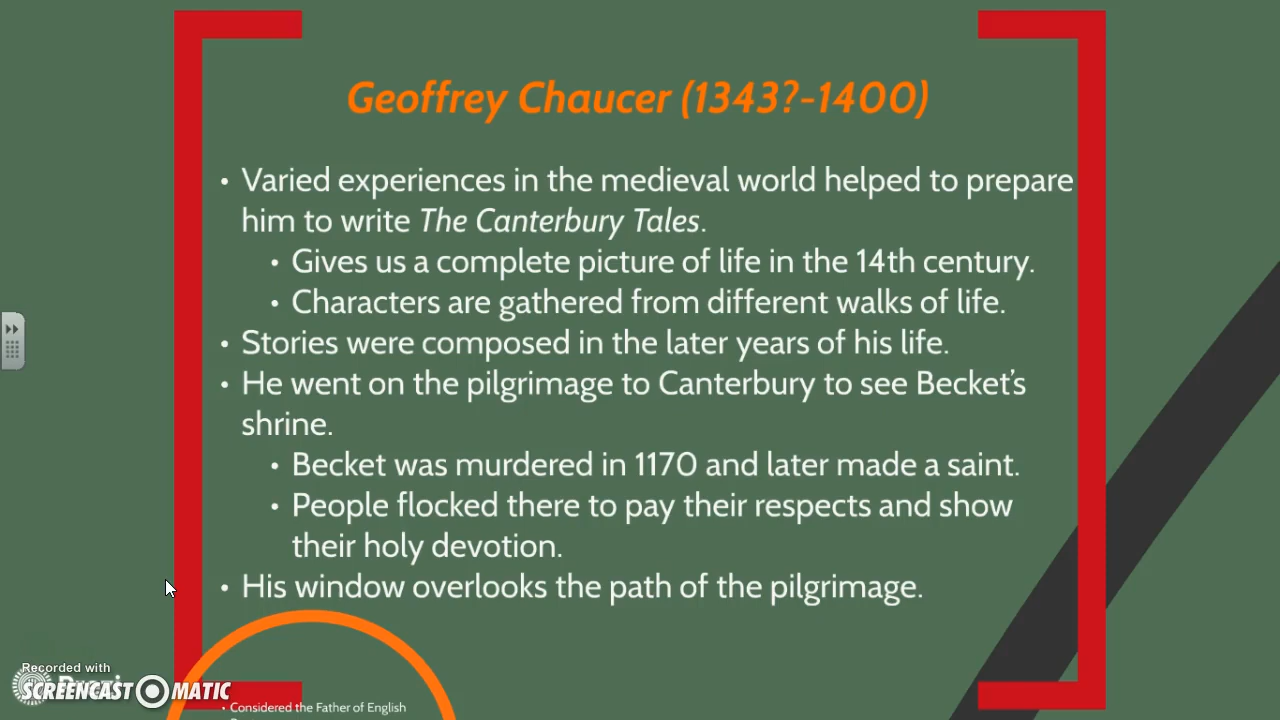 Geoffrey Chaucer (1343?-1400)
• Varied experiences in the medieval world helped to prepare
him to write The Canterbury Tales.
• Gives us a complete picture of life in the 14th century.
• Characters are gathered from different walks of life.
• Stories were composed in the later years of his life.
• He went on the pilgrimage to Canterbury to see Becket's
shrine.
• Becket was murdered in 1170 and later made a saint.
• People flocked there to pay their respects and show
their holy devotion.
• His window overlooks the path of the pilgrimage.
Recorded with
SCREENCAST MATIC
• Considered the Father of English